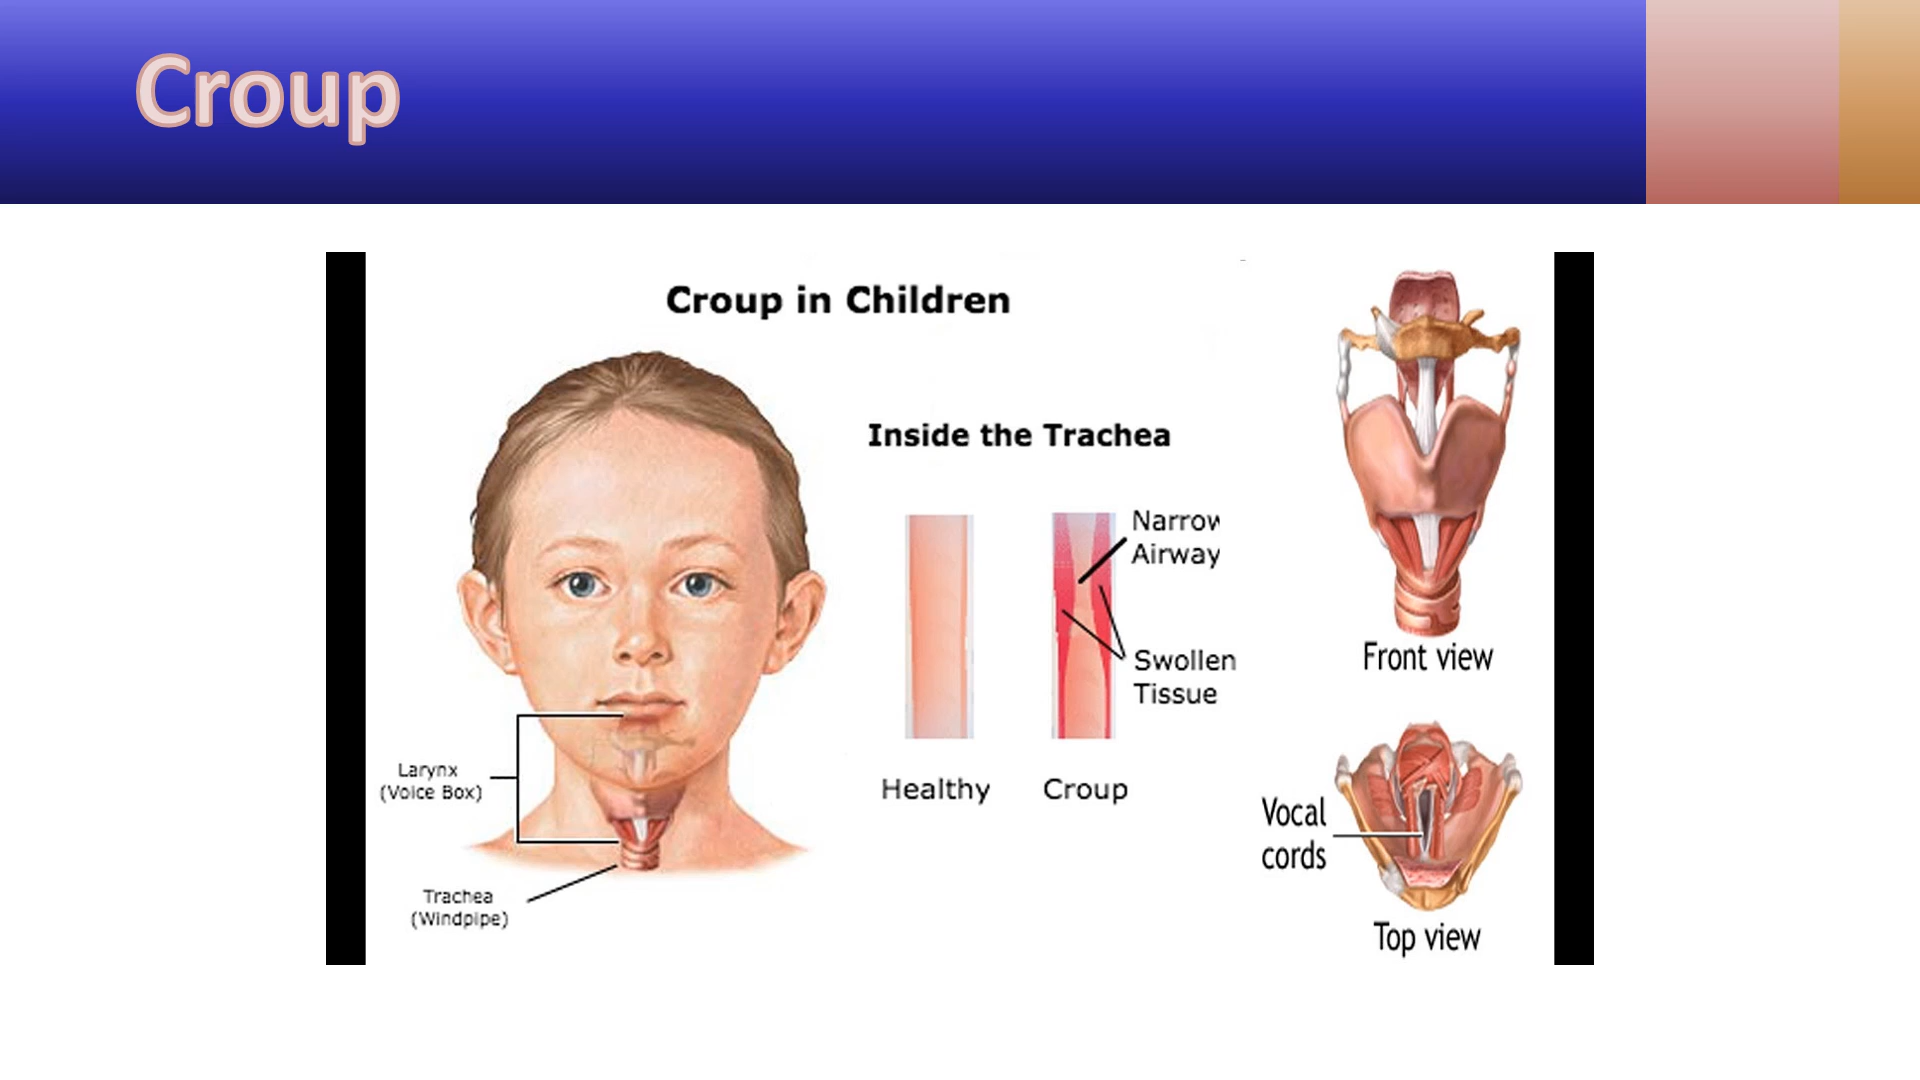 Croup
Croup in Children
Inside the Trachea
Narrow
Airway
Swollen
Tissue
Healthy
Croup
Larynx
(Voice Box)
Trachea
(Windpipe)
Front view
Vocal
cords
Top view